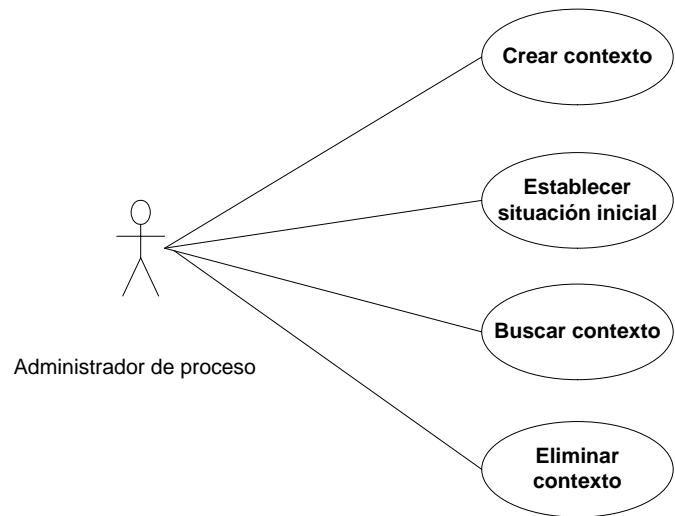 Crear contexto
Establecer
situación inicial
Buscar contexto
Administrador de proceso
Eliminar
contexto